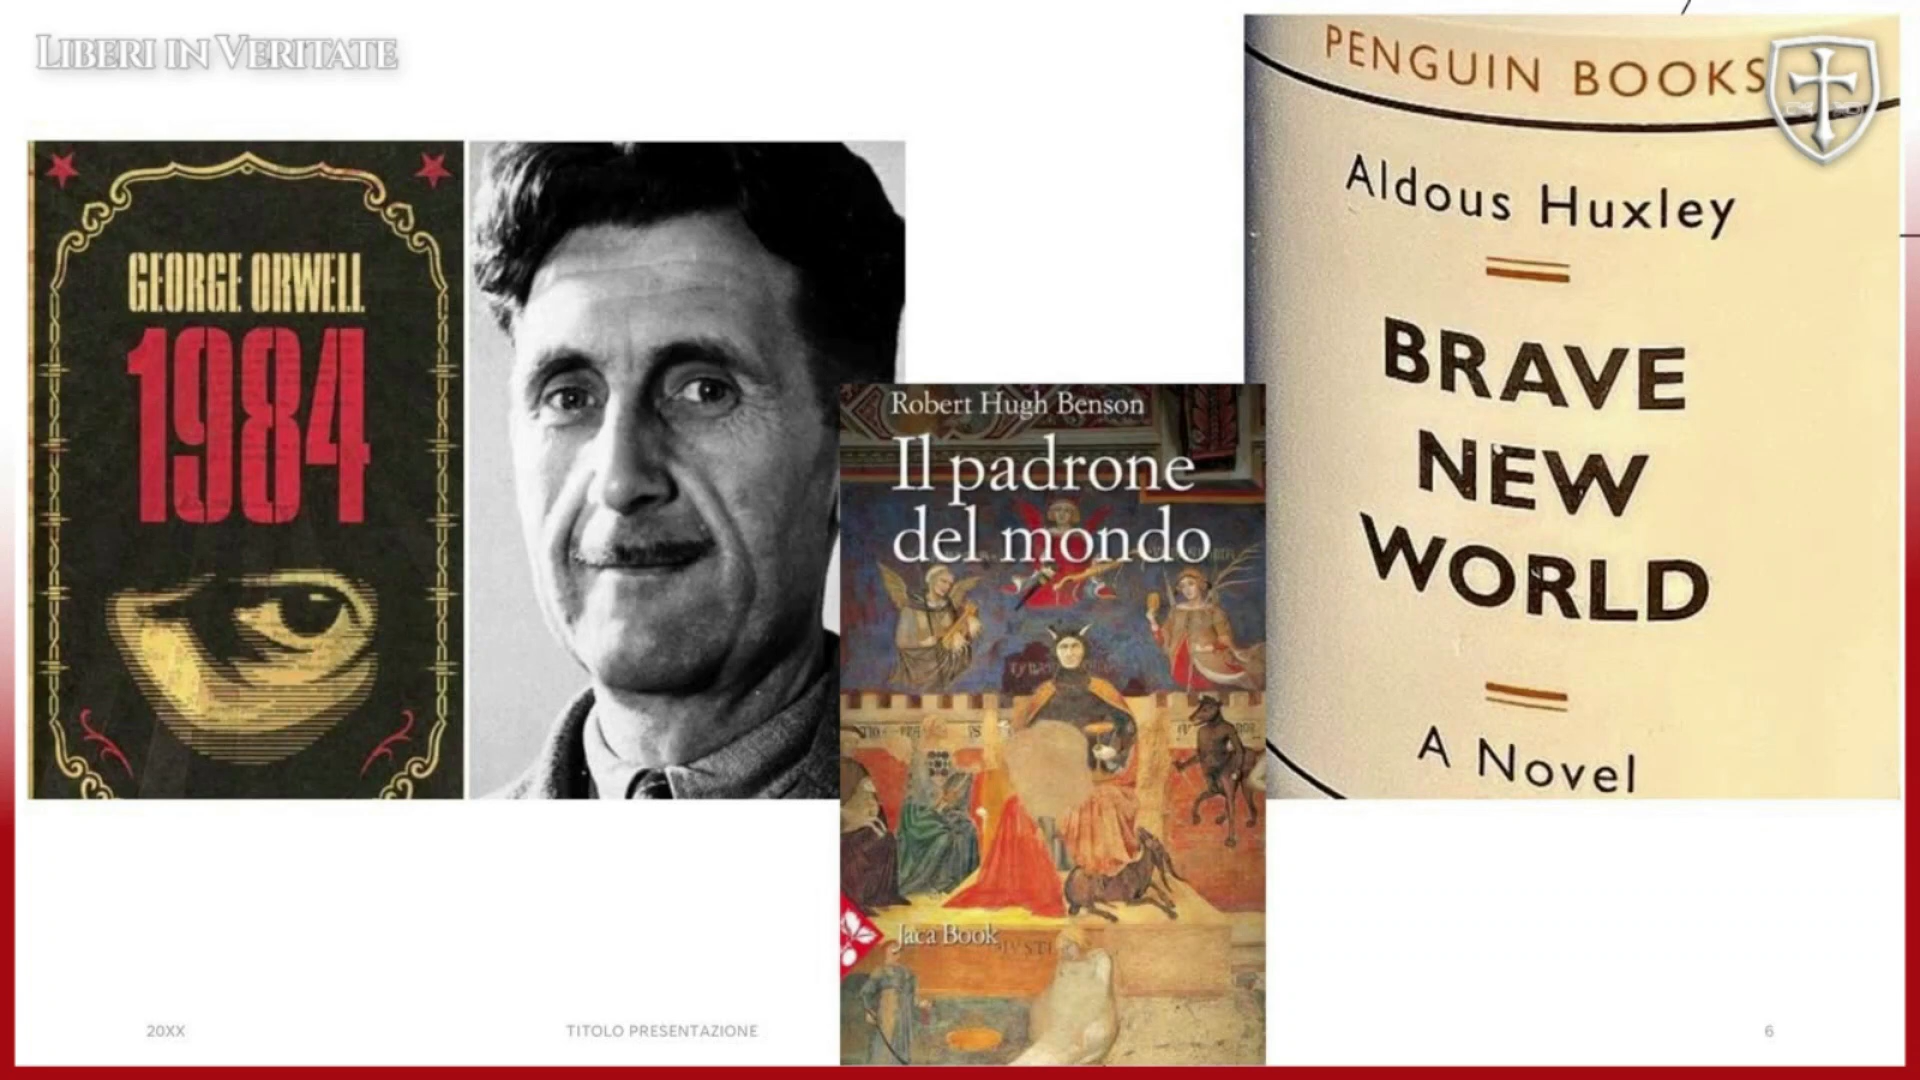 LIBERI IN VERITATE
GEORGE ORWELL
1984
Robert Hugh Benson
Il padrone
del mondo
Jaca Book
PENGUIN BOOKS
Aldous Huxley
BRAVE
NEW
WORLD
A Novel
20XX
TITOLO PRESENTAZIONE
6